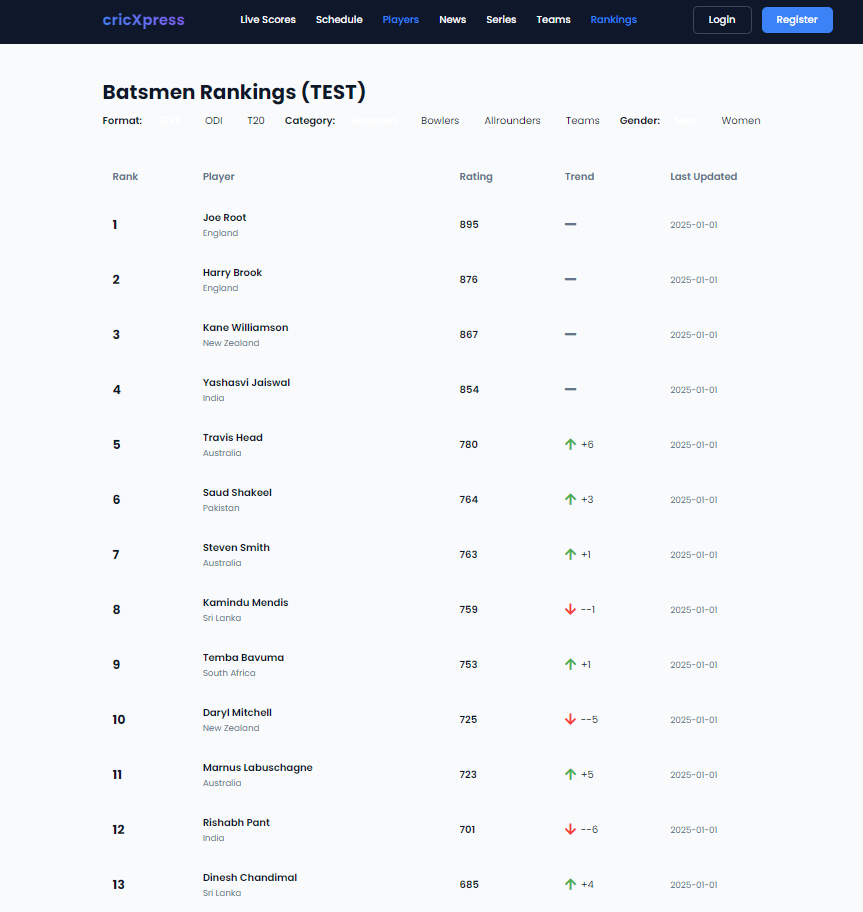 cricXpress Live Scores Schedule Players News Series Teams Rankings Login Register
Batsmen Rankings (TEST)
Format: TEST ODI T20 Category: Batsmen Bowlers Allrounders Teams Gender: Men Women
Rank Player Rating Trend Last Updated
1 Joe Root 895 2025-01-01
England
2 Harry Brook 876 2025-01-01
England
3 Kane Williamson 867 2025-01-01
New Zealand
4 Yashasvi Jaiswal 854 2025-01-01
India
5 Travis Head 780 +6 2025-01-01
Australia
6 Saud Shakeel 764 +3 2025-01-01
Pakistan
7 Steven Smith 763 +1 2025-01-01
Australia
8 Kamindu Mendis 759 --1 2025-01-01
Sri Lanka
9 Temba Bavuma 753 +1 2025-01-01
South Africa
10 Daryl Mitchell 725 --5 2025-01-01
New Zealand
11 Marnus Labuschagne 723 +5 2025-01-01
Australia
12 Rishabh Pant 701 --6 2025-01-01
India
13 Dinesh Chandimal 685 +4 2025-01-01
Sri Lanka